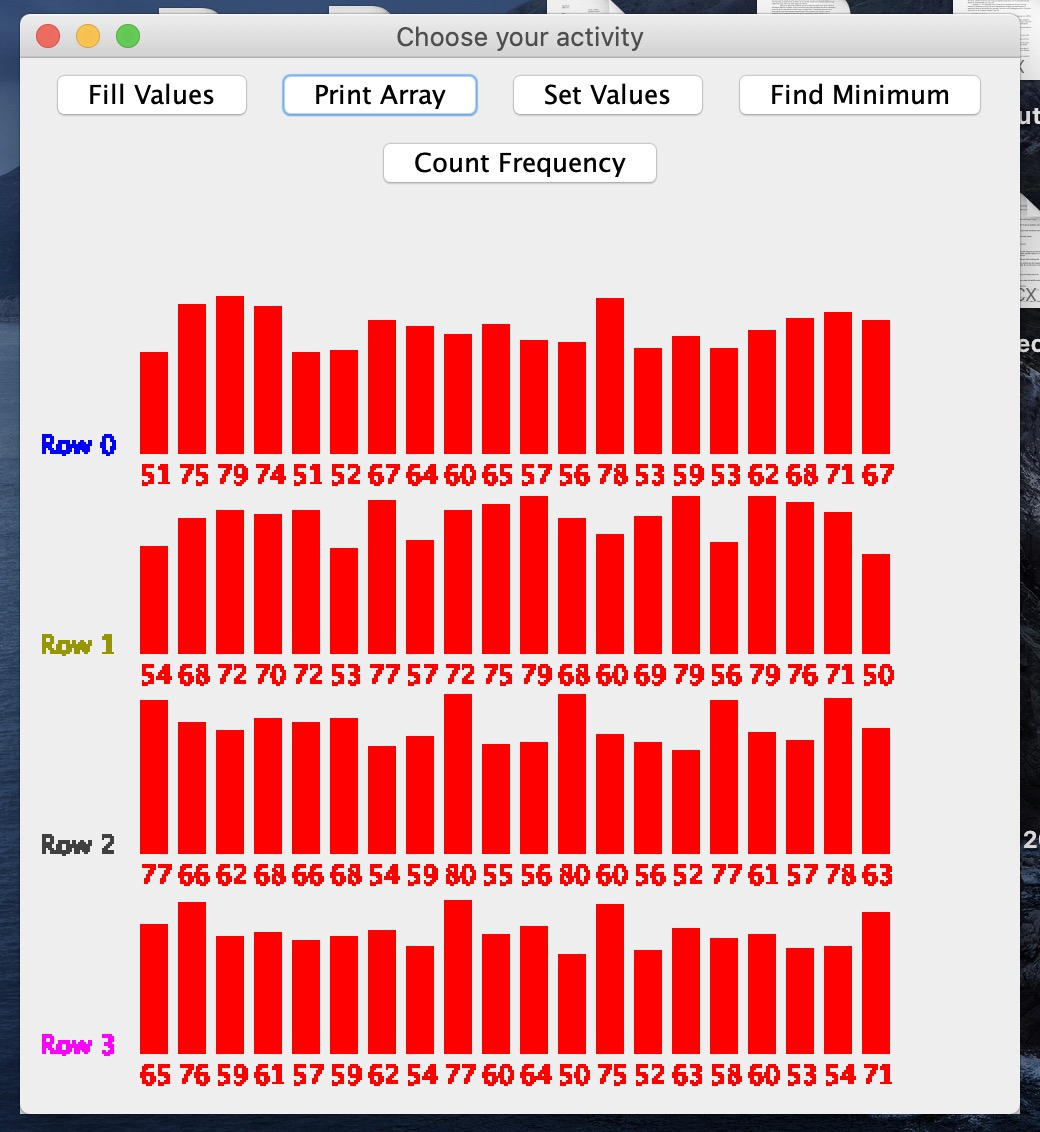 Choose your activity
Fill Values Print Array Set Values Find Minimum
Count Frequency
Row 0
51 75 79 74 51 52 67 64 60 65 57 56 78 53 59 53 62 68 71 67
Row 1
54 68 72 70 72 53 77 57 72 75 79 68 60 69 79 56 79 76 71 50
Row 2
77 66 62 68 66 68 54 59 80 55 56 80 60 56 52 77 61 57 78 63
Row 3
65 76 59 61 57 59 62 54 77 60 64 50 75 52 63 58 60 53 54 71